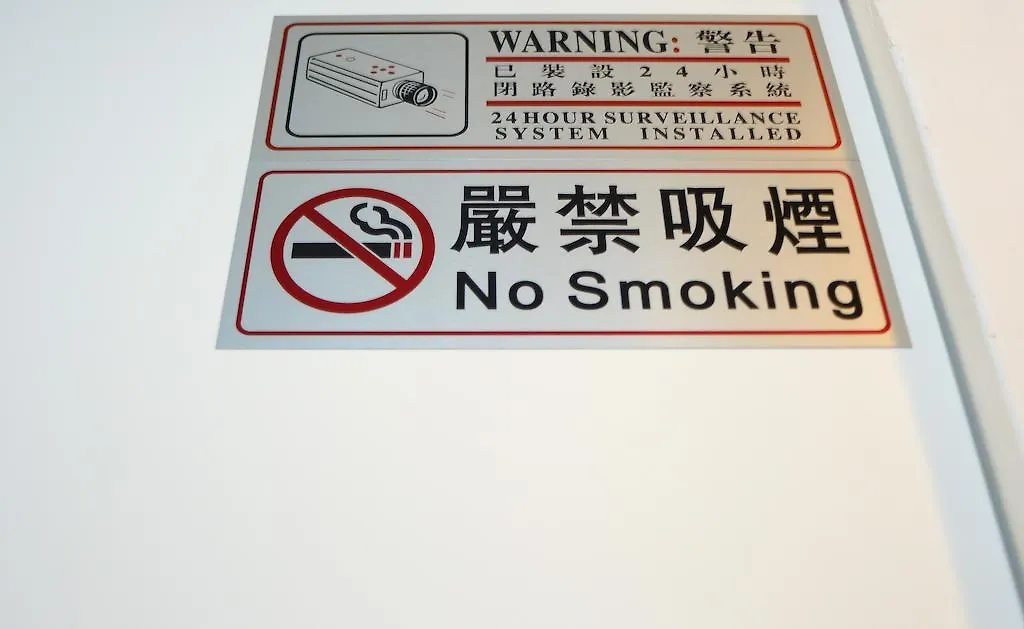 WARNING: 警告
已裝設24小時
閉路錄影監察系統
24 HOUR SURVEILLANCE
SYSTEM INSTALLED
嚴禁吸煙
No Smoking